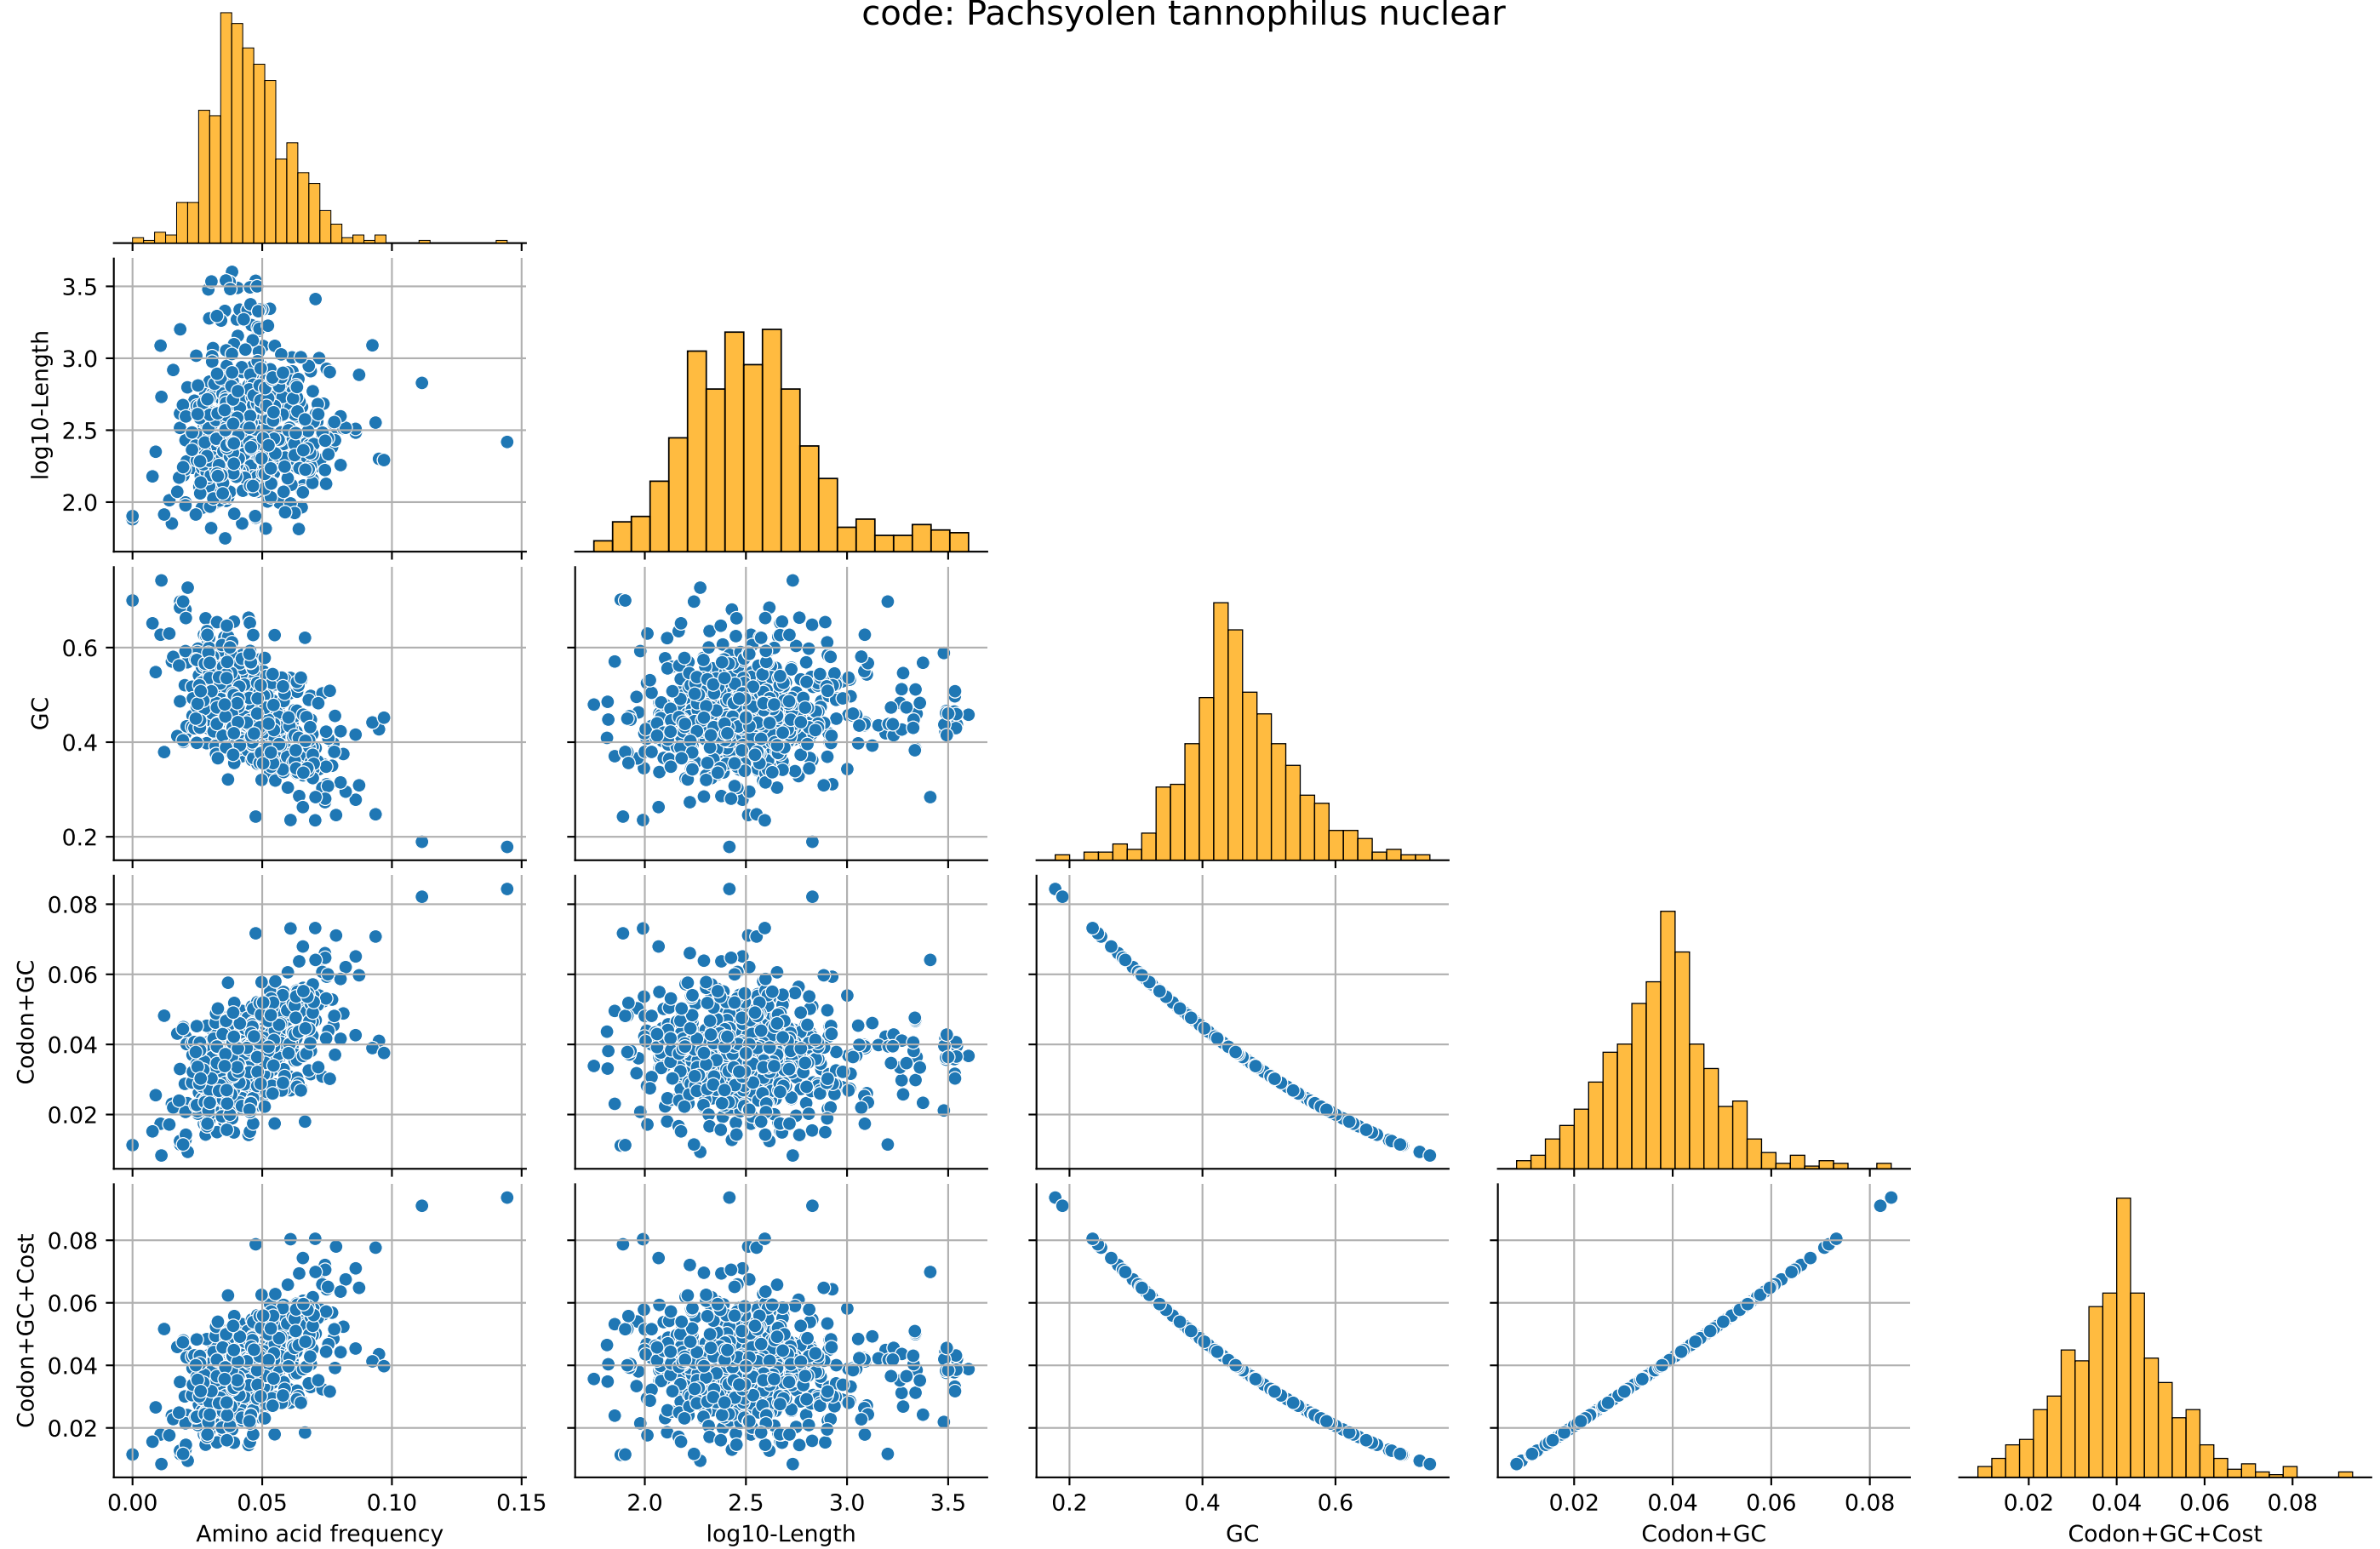 code: Pachsyolen tannophilus nuclear
log10-Length
3.5
3.0
2.5
2.0
GC
0.6
0.4
0.2
Codon+GC
0.08
0.06
0.04
0.02
Codon+GC+Cost
0.08
0.06
0.04
0.02
0.00 0.05 0.10 0.15
Amino acid frequency
2.0 2.5 3.0 3.5
log10-Length
0.2 0.4 0.6
GC
0.02 0.04 0.06 0.08
Codon+GC
0.02 0.04 0.06 0.08
Codon+GC+Cost